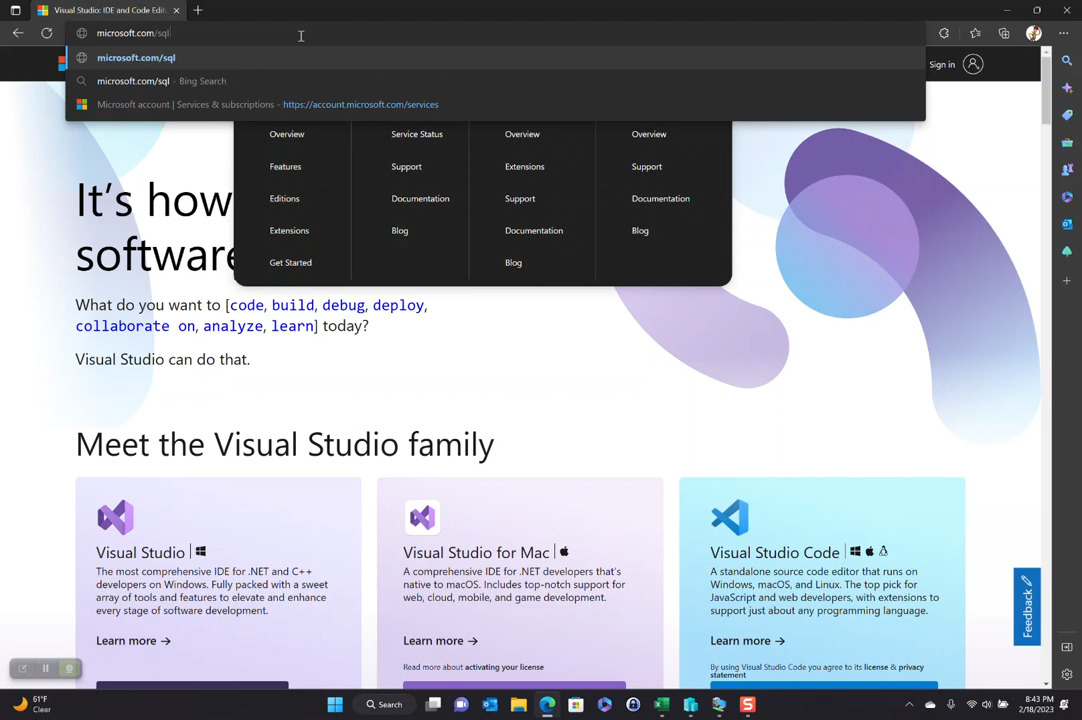 Visual Studio: IDE and Code Edit
microsoft.com/sql
microsoft.com/sql
microsoft.com/sql - Bing Search
Microsoft account | Services & subscriptions - https://account.microsoft.com/services
Sign in
Overview
Features
Editions
Extensions
Get Started
Service Status
Support
Documentation
Blog
Overview
Extensions
Support
Documentation
Blog
Overview
Support
Documentation
Blog
It's how
software
What do you want to [code, build, debug, deploy,
collaborate on, analyze, learn] today?
Visual Studio can do that.
Meet the Visual Studio family
Visual Studio |
The most comprehensive IDE for .NET and C++
developers on Windows. Fully packed with a sweet
array of tools and features to elevate and enhance
every stage of software development.
Learn more →
Visual Studio for Mac |
A comprehensive IDE for .NET developers that's
native to macOS. Includes top-notch support for
web, cloud, mobile, and game development.
Learn more →
Read more about activating your license
Visual Studio Code |
A standalone source code editor that runs on
Windows, macOS, and Linux. The top pick for
JavaScript and web developers, with extensions to
support just about any programming language.
Learn more →
By using Visual Studio Code you agree to its license & privacy
statement
Feedback
61°F
Clear
Search
8:43 PM
2/18/2023